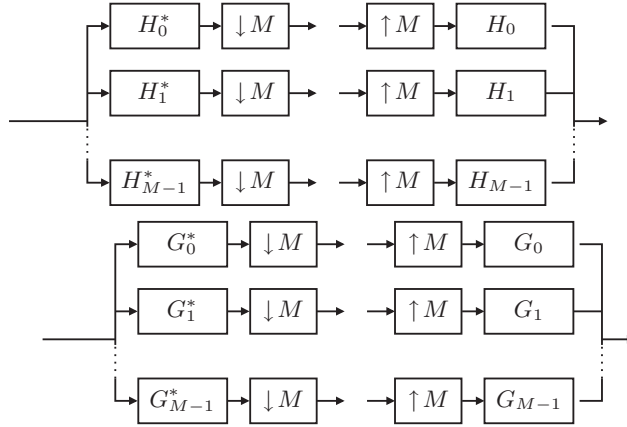 H_0^* ↓M ↑M H_0
H_1^* ↓M ↑M H_1
H_{M-1}^* ↓M ↑M H_{M-1}
G_0^* ↓M ↑M G_0
G_1^* ↓M ↑M G_1
G_{M-1}^* ↓M ↑M G_{M-1}